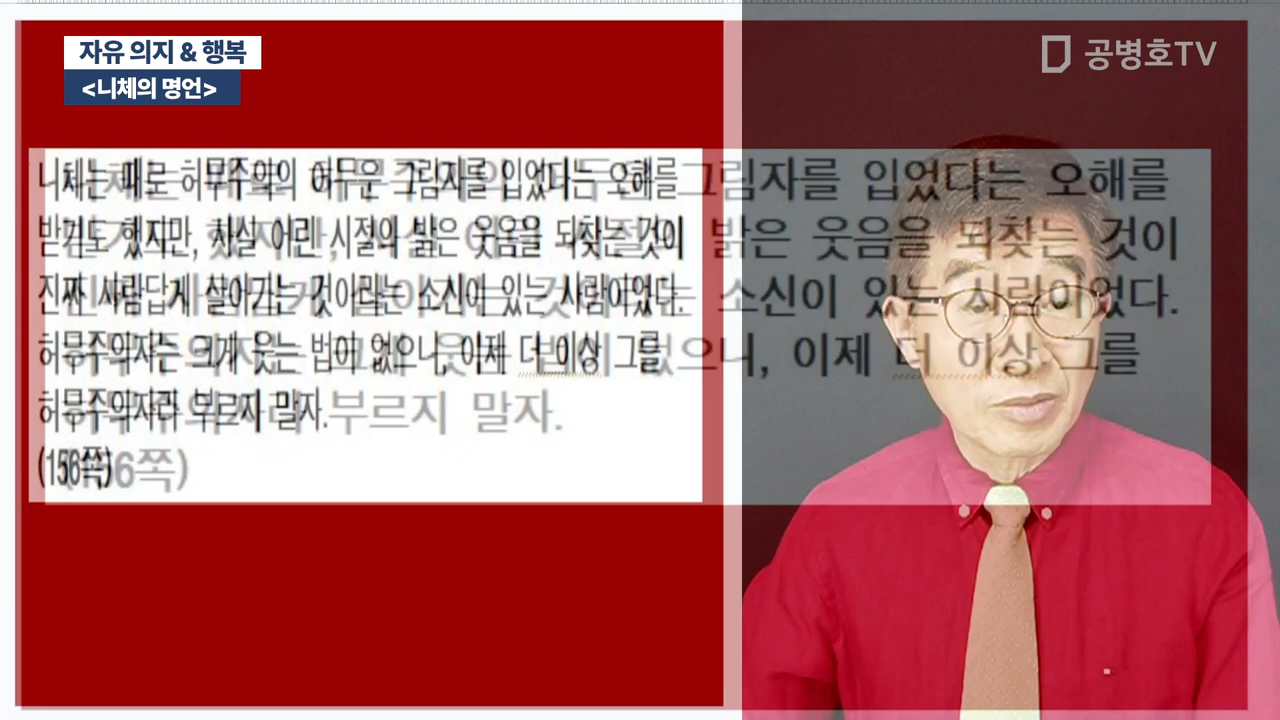 자유 의지 & 행복
<니체의 명언>
공병호TV
니체는 때로 허무주의의 어두운 그림자를 입었다는 오해를
받기도 했지만, 사실 어린 시절의 밝은 웃음을 되찾는 것이
진짜 사람답게 살아가는 것이라는 소신이 있는 사람이었다.
허무주의자는 크게 웃는 법이 없으니, 이제 더 이상 그를
허무주의자라 부르지 말자.
(156쪽)